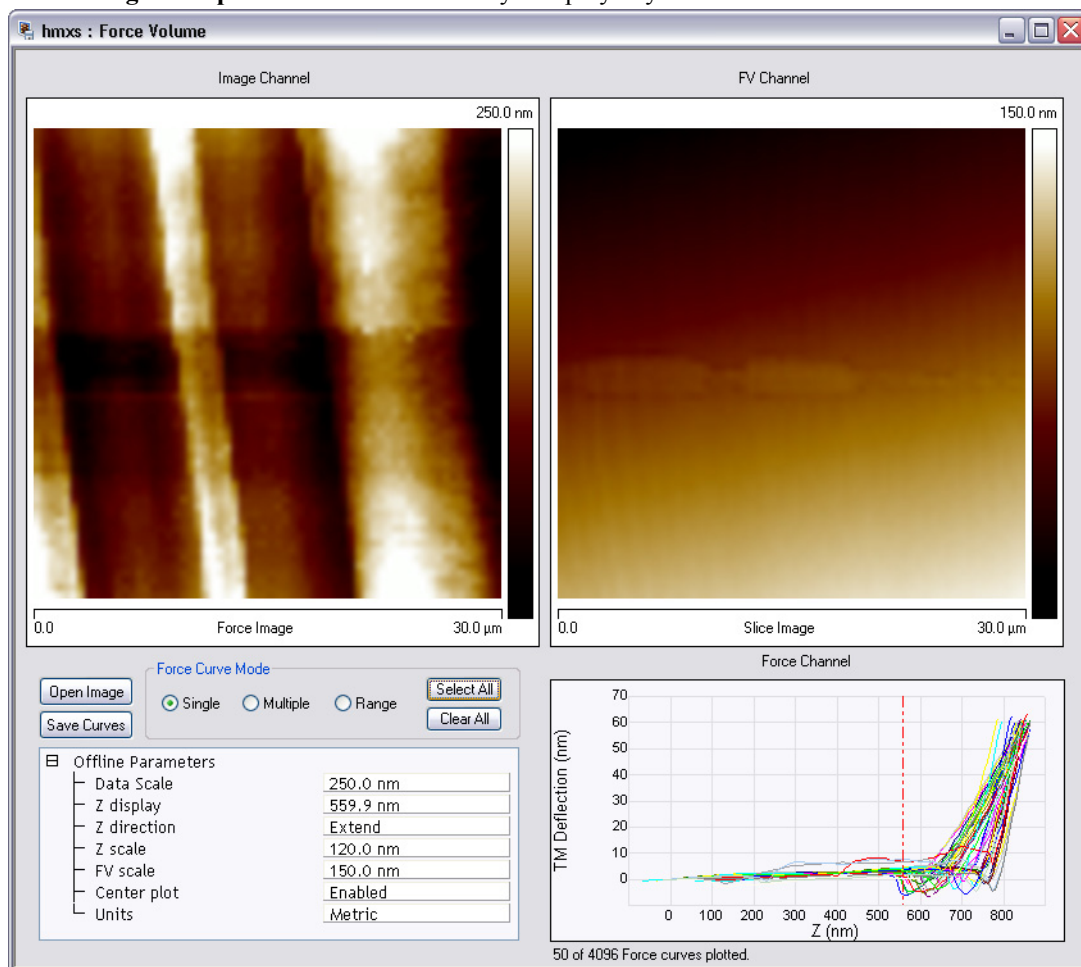 hmxs : Force Volume
Image Channel
FV Channel
250.0 nm
150.0 nm
0.0 Force Image 30.0 µm
0.0 Slice Image 30.0 µm
Force Channel
Open Image
Save Curves
Force Curve Mode
Single Multiple Range
Select All
Clear All
Offline Parameters
Data Scale 250.0 nm
Z display 559.9 nm
Z direction Extend
Z scale 120.0 nm
FV scale 150.0 nm
Center plot Enabled
Units Metric
TM Deflection (nm)
70
60
50
40
30
20
10
0
0 100 200 300 400 500 600 700 800
Z (nm)
50 of 4096 Force curves plotted.